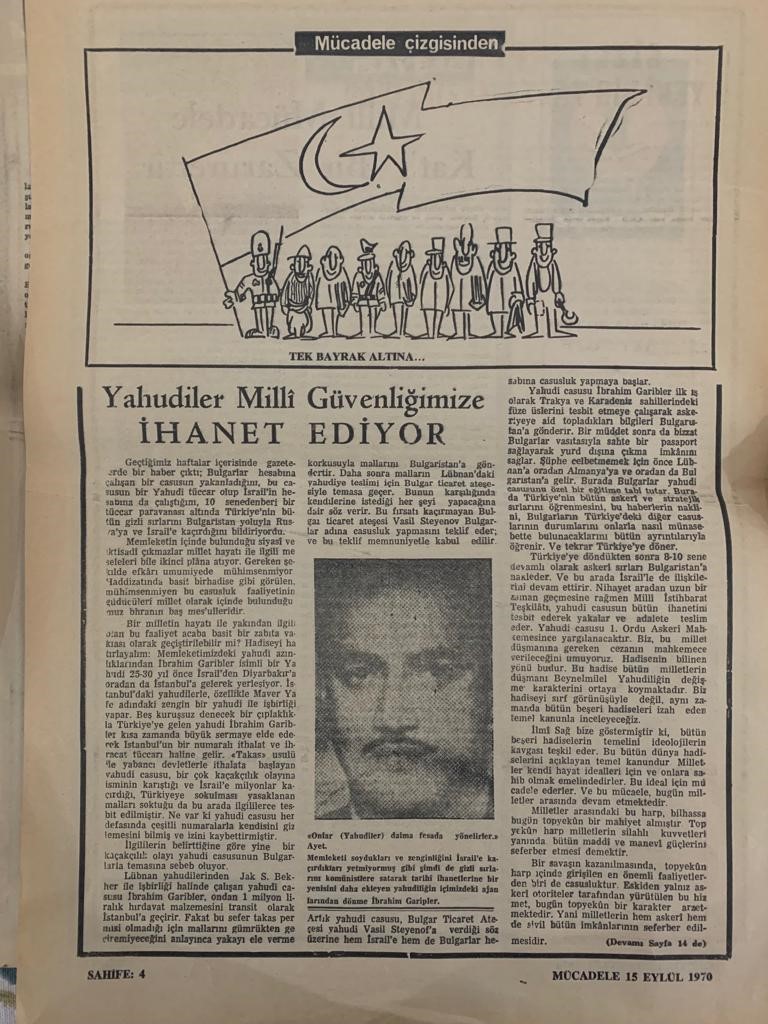 Mücadele çizgisinden
TEK BAYRAK ALTINA...
Yahudiler Millî Güvenliğimize
İHANET EDİYOR
Geçtiğimiz haftalar içerisinde gazete-
erde bir haber çıktı; Bulgarlar hesabına
çalışan bir casusun yakanladığını, bu ca-
susun bir Yahudi tüccar olup İsrail'in he-
sabına da çalıştığını, 10 senedenberi bir
tüccar paravanası altında Türkiye'nin bü-
tün gizli sırlarını Bulgaristan yoluyla Rus-
ya'ya ve İsrail'e kaçırdığını bildiriyordu.
Memleketin içinde bulunduğu siyasî ve
iktisadî çıkmazlar millet hayatı ile ilgili me
seleleri bile ikinci plâna atıyor. Gereken şe-
kilde efkârı umumiyede mühimsenmiyor
Haddizatında basit birhadise gibi görülen,
mühimsenmiyen bu casusluk faaliyetinin
güdücüleri millet olarak içinde bulunduğu
muz bhranın baş mes'ulleridir.
Bir milletin hayatı ile yakından ilgili
olan bu faaliyet acaba basit bir zabıta va-
kıası olarak geçiştirilebilir mi? Hadiseyi ha
tırlayalım: Memleketimizdeki yahudi azın-
lıklarından İbrahim Garibler isimli bir Ya
hudi 25-30 yıl önce İsrail'den Diyarbakır'a
oradan da İstanbul'a gelerek yerleşiyor. İs-
tanbul'daki yahudilerle, özellikle Maver Ya
fe adındaki zengin bir yahudi ile işbirliği
yapar. Beş kuruşsuz denecek bir çıplaklık-
la Türkiye'ye gelen yahudi İbrahim Garib-
ler kısa zamanda büyük sermaye elde ede-
rek İstanbul'un bir numaralı ithalat ve ih-
racat tüccarı haline gelir. «Takas» usulü
ile yabancı devletlerle ithalata başlayan
yahudi casusu, bir çok kaçakçılık olayına
isminin karıştığı ve İsrail'e milyonlar ka-
çırdığı, Türkiyeye sokulması yasaklanan
malları soktuğu da bu arada ilgililerce tes-
bit edilmiştir. Ne var ki yahudi casusu her
defasında çeşitli numaralarla kendisini giz
lemesini bilmiş ve izini kaybettirmiştir.
İlgililerin belirttiğine göre yine bir
kaçakçılık olayı yahudi casusunun Bulgar-
larla temasına sebeb oluyor.
Lübnan yahudilerinden Jak S. Bek-
her ile işbirliği halinde çalışan yahudi ca-
susu İbrahim Garibler, ondan 1 milyon li-
ralık hırdavat malzemesini transit olarak
İstanbul'a geçirir. Fakat bu sefer takas per
misi olmadığı için mallarını gümrükten ge
çiremiyeceğini anlayınca yakayı ele verme
korkusuyla mallarını Bulgaristan'a gön-
dertir. Daha sonra malların Lübnan'daki
yahudiye teslimi için Bulgar ticaret ateşe-
siyle temasa geçer. Bunun karşılığında
kendilerine istediği her şeyi yapacağına
dair söz verir. Bu fırsatı kaçırmayan Bul-
gar ticaret ateşesi Vasil Steyenov Bulgar-
lar adına casusluk yapmasını teklif eder;
ve bu teklif memnuniyetle kabul edilir.
«Onlar (Yahudiler) daima fesada yönelirler.»
Ayet.
Memleketi soydukları ve zenginliğini İsrail'e ka-
çırdıkları yetmiyormuş gibi şimdi de gizli sırla-
rını komünistlere satarak tarihî ihanetlerine bir
yenisini daha ekleyen yahudiliğin içimizdeki ajan
larından dönme İbrahim Garipler.
Artık yahudi casusu, Bulgar Ticaret Ate-
şesi yahudi Vasil Steyenof'a verdiği söz
üzerine hem İsrail'e hem de Bulgarlar he-
sabına casusluk yapmaya başlar.
Yahudi casusu İbrahim Garibler ilk iş
olarak Trakya ve Karadeniz sahillerindeki
füze üslerini tesbit etmeye çalışarak aske-
riyeye aid topladıkları bilgileri Bulgaris-
tan'a gönderir. Bir müddet sonra da bizzat
Bulgarlar vasıtasıyla sahte bir pasaport
sağlayarak yurd dışına çıkma imkânını
sağlar. Şüphe celbetmemek için önce Lüb-
nan'a oradan Almanya'ya ve oradan da Bul
garistan'a gelir. Burada Bulgarlar yahudi
casusunu özel bir eğitime tabi tutar. Bura-
da Türkiye'nin bütün askerî ve stratejik
sırlarını öğrenmesini, bu haberlerin nakli-
ni, Bulgarların Türkiye'deki diğer casus-
larının durumlarını onlarla nasıl münase-
bette bulunacaklarını bütün ayrıntılarıyla
öğrenir. Ve tekrar Türkiye'ye döner.
Türkiye'ye döndükten sonra 8-10 sene
devamlı olarak askerî sırları Bulgaristan'a
nakleder. Ve bu arada İsrail'le de ilişkile-
rini devam ettirir. Nihayet aradan uzun bir
zaman geçmesine rağmen Milli İstihbarat
Teşkilâtı, yahudi casusun bütün ihanetini
tesbit ederek yakalar ve adalete teslim
eder. Yahudi casusu 1. Ordu Askerî Mah-
kemesince yargılanacaktır. Biz, bu millet
düşmanına gereken cezanın mahkemece
verileceğini umuyoruz. Hadisenin bilinen
yönü budur. Bu hadise bütün milletlerin
düşmanı Beynelmilel Yahudiliğin değiş-
me karakterini ortaya koymaktadır. Biz
hadiseyi sırf görünüşüyle değil, aynı za-
manda bütün beşeri hadiseleri izah eden
temel kanunla inceleyeceğiz.
İlmî Sağ bize göstermiştir ki, bütün
beşeri hadiselerin temelini ideolojilerin
kavgası teşkil eder. Bu bütün dünya hadi-
selerini açıklayan temel kanundur. Millet-
ler kendi hayat idealleri için ve onlara sa-
hib olmak emelindedirler. Bu ideal için mü
cadele ederler. Ve bu mücaele, bugün mil-
letler arasında devam etmektedir.
Milletler arasındaki bu harp, bilhassa
bugün topyekûn bir mahiyet almıştır Top
yekûn harp milletlerin silahlı kuvvetleri
yanında bütün maddî ve manevî güçlerini
seferber etmesi demektir.
Bir savaşın kazanılmasında, topyekûn
harp içinde girişilen en önemli faaliyetler-
den biri de casusluktur. Eskiden yalnız as-
kerî otoriteler tarafından yürütülen bu hiz
met, bugün topyekûn bir karakter arzet-
mektedir. Yani milletlerin hem askerî hem
de sivil bütün imkânlarının seferber edil-
mesidir.
(Devamı Sayfa 14 de)
SAHİFE: 4
MÜCADELE 15 EYLÜL 1970